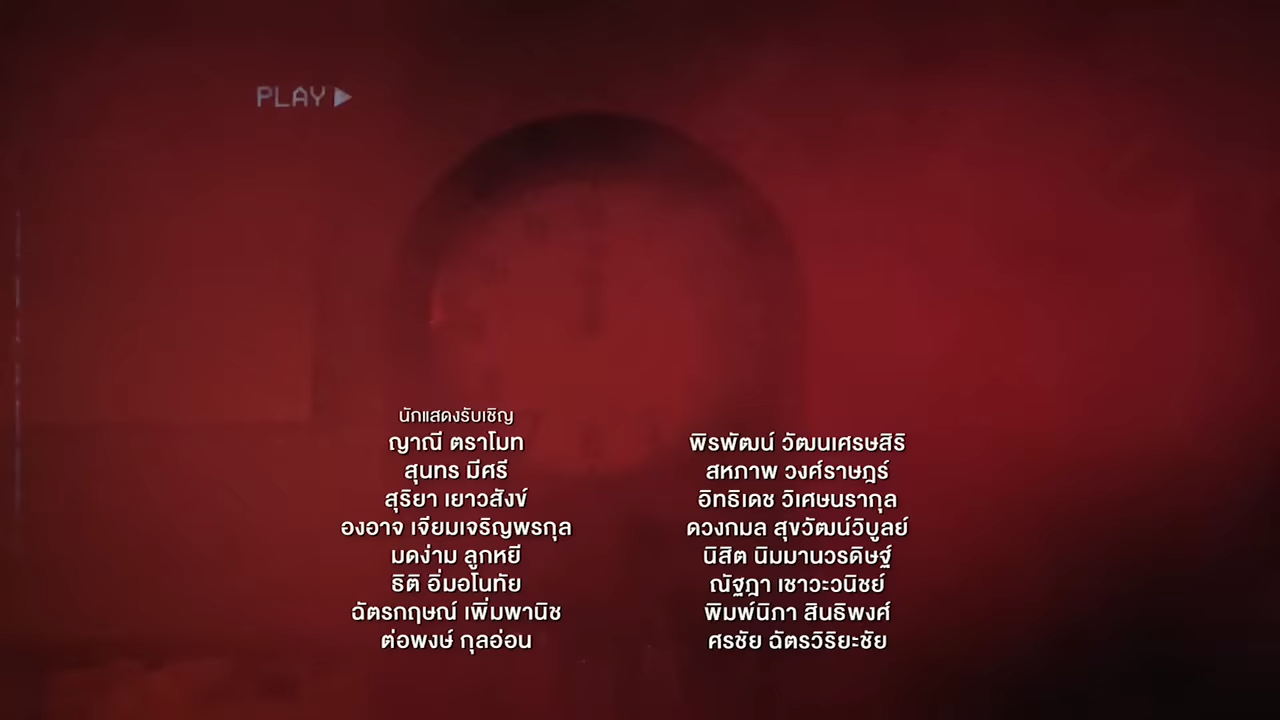 PLAY
นักแสดงรับเชิญ
ญาณี ตราโมท
สุนทร มีศรี
สุริยา เยาวสังข์
องอาจ เจียมเจริญพรกุล
มดง่าม ลูกหยี
ธิติ อิ่มอโนทัย
ฉัตรกฤษณ์ เพิ่มพานิช
ต่อพงษ์ กุลอ่อน
พิรพัฒน์ วัฒนเศรษสิริ
สหภาพ วงศ์ราษฎร์
อิทธิเดช วิเศษนรากุล
ดวงกมล สุขวัฒน์วิบูลย์
นิสิต นิมมานวรดิษฐ์
ณัฐฎา เชาวะวนิชย์
พิมพ์นิภา สินธิพงศ์
ศรชัย ฉัตรวิริยะชัย